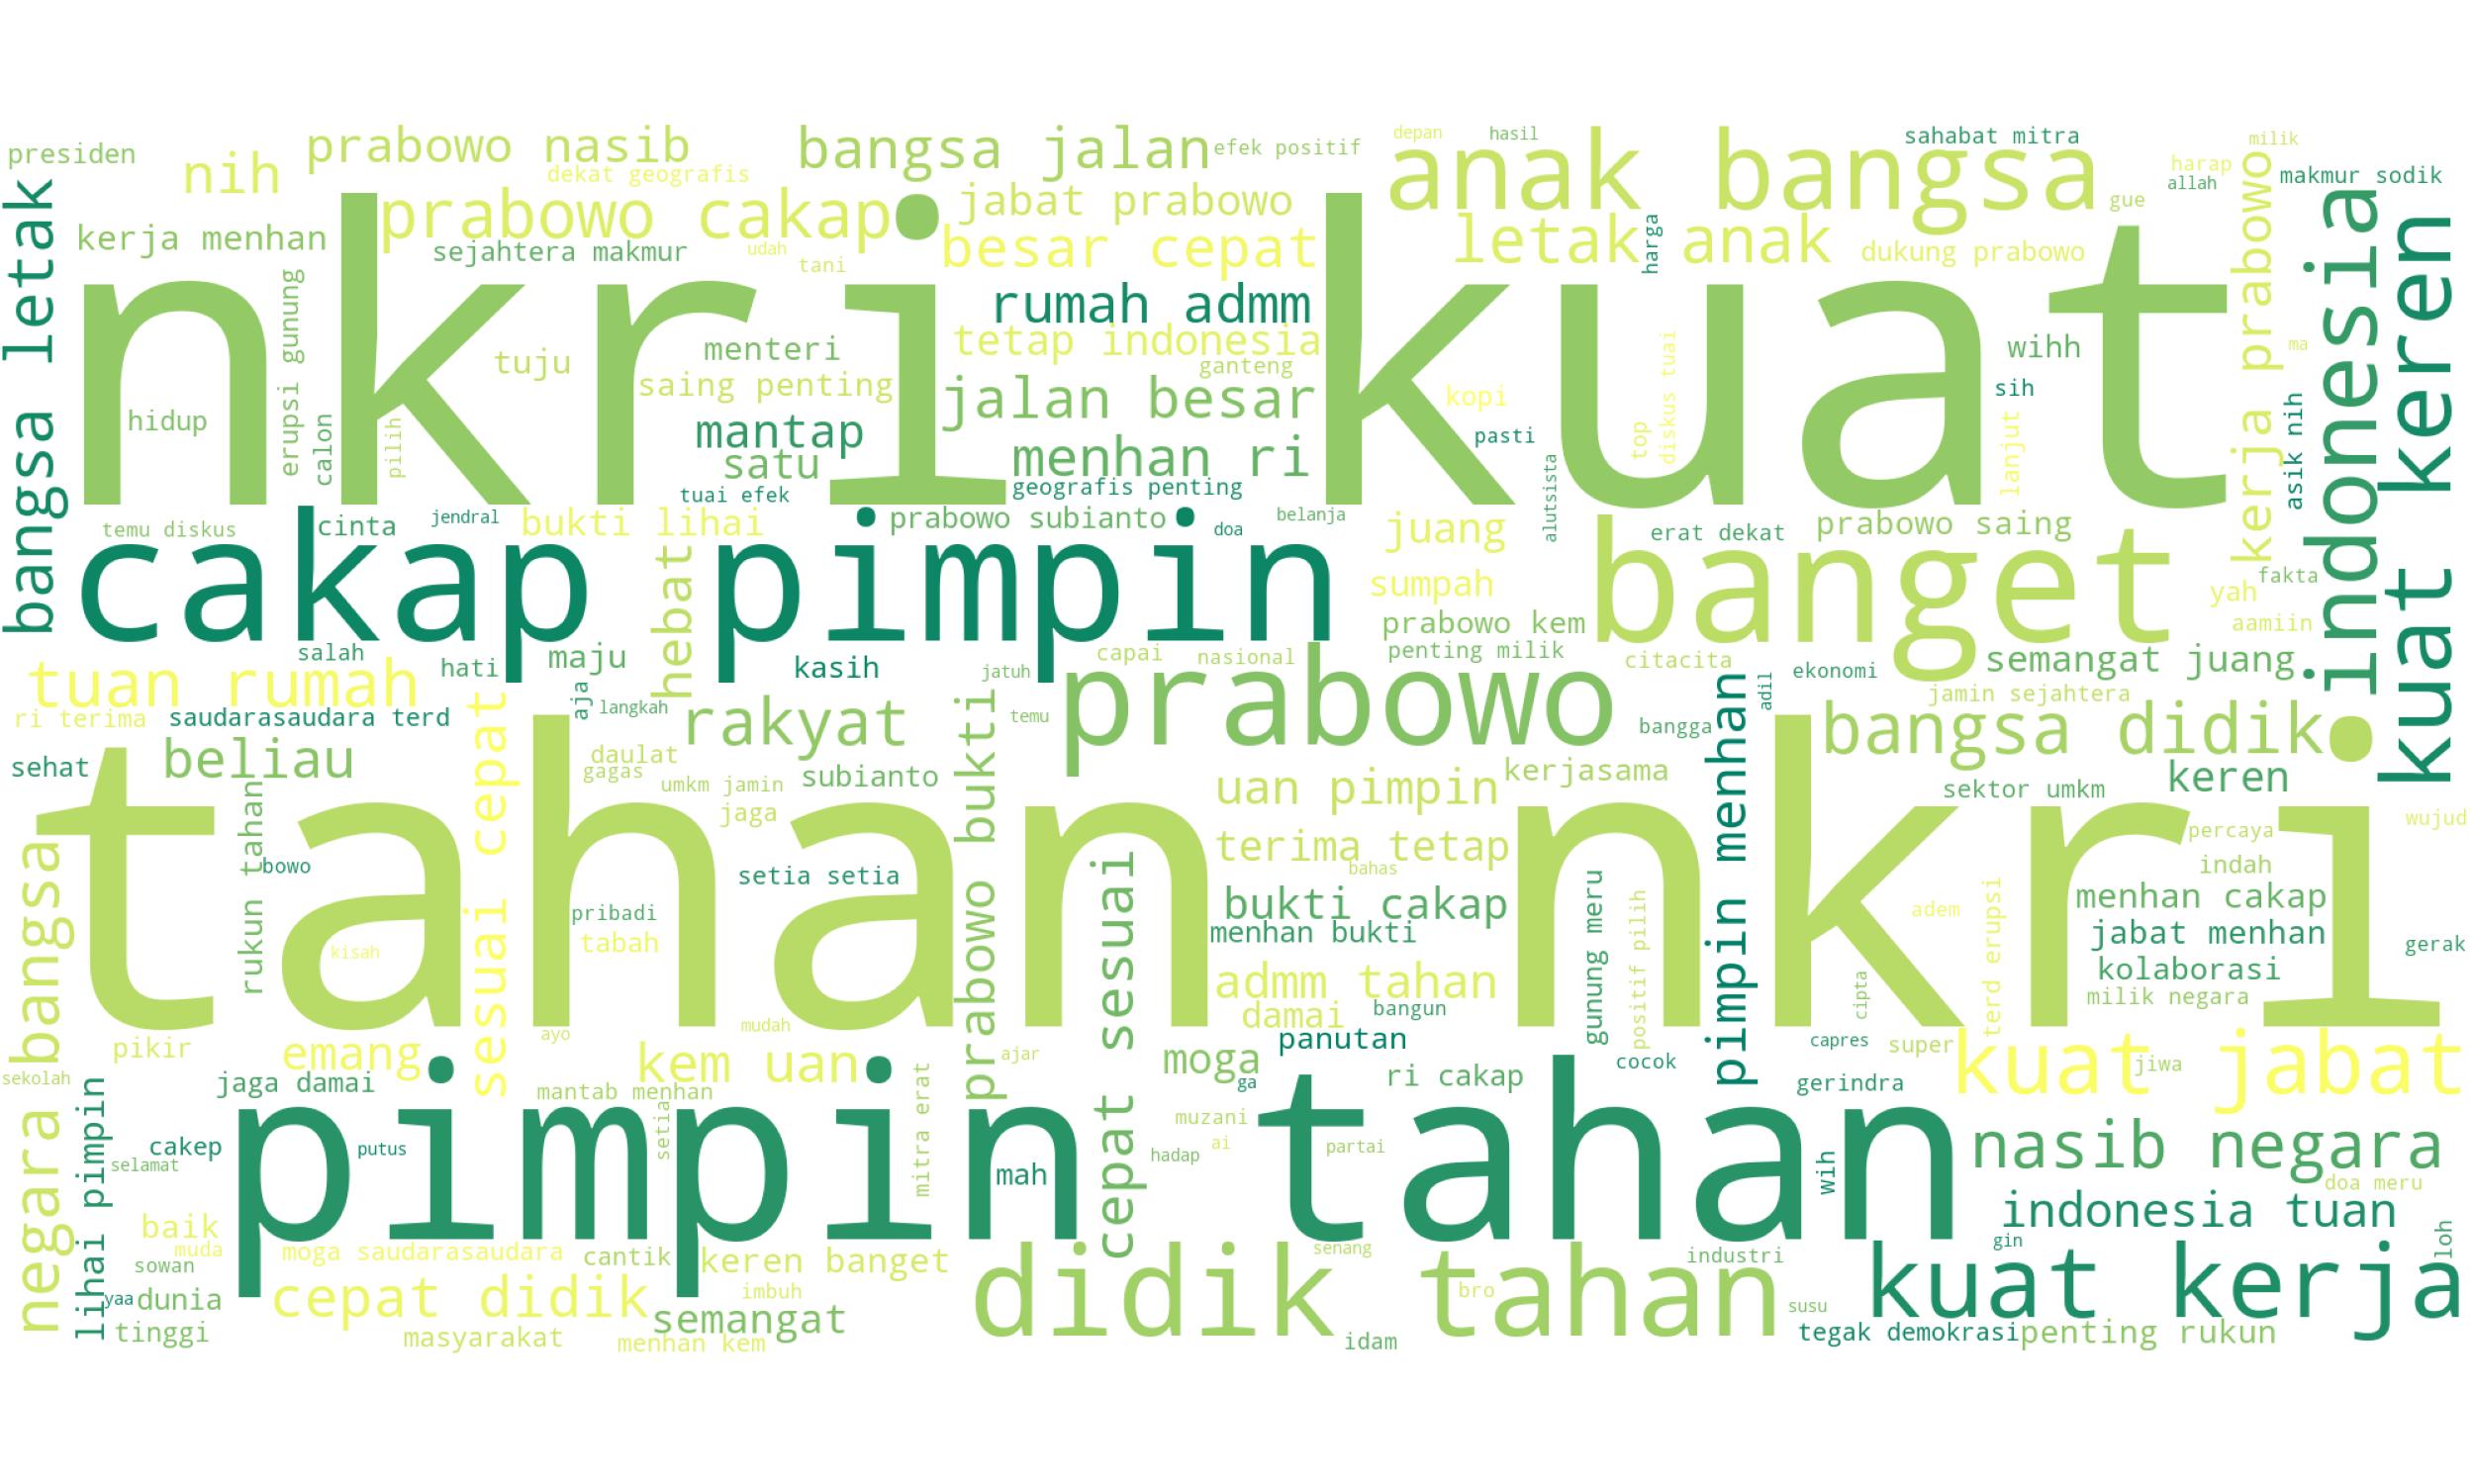 presiden
nih
prabowo nasib
dekat geografis
bangsa jalan
efek positif
depan
hasil
anak bangsa
sahabat mitra
milik
harap
allah
makmur sodik
gue
bangsa letak
kerja menhan
prabowo cakap
sejahtera makmur
udah
tani
jabat prabowo
besar cepat
letak anak
harga
dukung prabowo
kerja prabowo
indonesia
kuat keren
nkri kuat
erupsi gunung
hidup
calon
pilih
tuju
menteri
saing penting
mantap
satu
tuai efek
rumah admm
tetap indonesia
ganteng
jalan besar
menhan ri
geografis penting
kopi
pasti
top
diskus tuai
alutsista
wihh
sih
lanjut
ma
asik nih
temu diskus
cinta
jendral
bukti lihai
prabowo subianto
doa
belanja
juang
erat dekat
prabowo saing
cakap pimpin
hebat
sumpah
banget
yah
fakta
aamiin
prabowo kem
penting milik
salah
hati
maju
kasih
jatuh
capai
nasional
citacita
ekonomi
semangat juang
tuan rumah
ri terima
saudarasaudara terd
sesuai cepat
aja
langkah
rakyat
temu
prabowo
bangga
pimpin menhan
adil
jamin sejahtera
bangsa didik
sehat
beliau
daulat
gagas
umkm jamin
subianto
jaga
prabowo bukti
uan pimpin
kerjasama
sektor umkm
keren
tahan nkri
rukun tahan
bowo
setia setia
pribadi
tabah
kisah
cepat sesuai
terima tetap
bahas
bukti cakap
menhan bukti
admm tahan
damai
bangun
gunung meru
positif pilih
cipta
adem
terd erupsi
percaya
wujud
indah
menhan cakap
jabat menhan
gerak
kolaborasi
milik negara
negara bangsa
pikir
emang
ayo
mudah
kem uan
ajar
moga
panutan
cocok
capres
super
kuat jabat
jiwa
sekolah
jaga damai
mantab menhan
setia
mitra erat
ga
ri cakap
gerindra
lihai pimpin
cakep
selamat
putus
pimpin tahan
mah
muzani
hadap
ai
partai
wih
nasib negara
doa meru
baik
muda
sowan
moga saudarasaudara
cantik
keren banget
imbuh
senang
industri
indonesia tuan
gin
loh
yaa
dunia
tinggi
cepat didik
masyarakat
semangat
menhan kem
didik tahan
bro
idam
susu
kuat kerja
tegak demokrasi
penting rukun